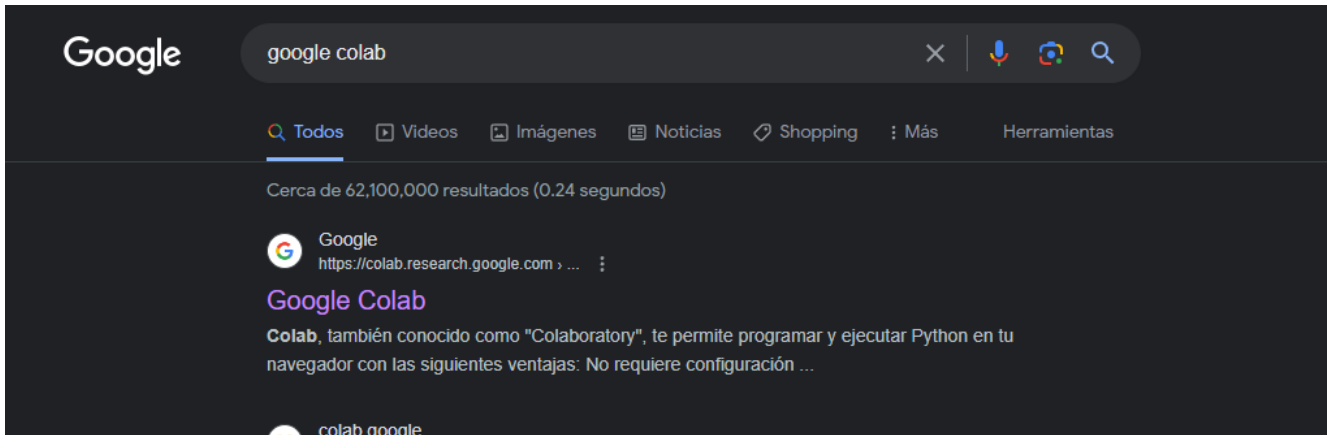 Google
google colab
Todos Videos Imágenes Noticias Shopping Más Herramientas
Cerca de 62,100,000 resultados (0.24 segundos)
Google
https://colab.research.google.com › ...
Google Colab
Colab, también conocido como "Colaboratory", te permite programar y ejecutar Python en tu
navegador con las siguientes ventajas: No requiere configuración ...
colab.google